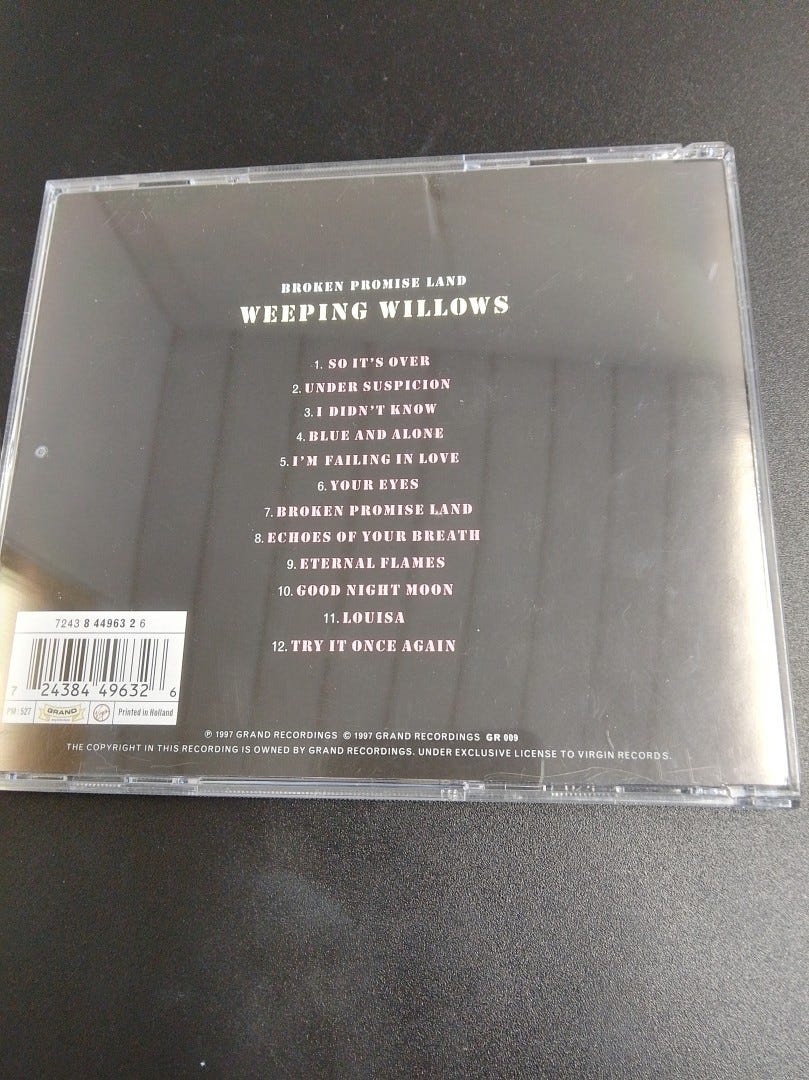 BROKEN PROMISE LAND
WEEPING WILLOWS
1. SO IT'S OVER
2. UNDER SUSPICION
3. I DIDN'T KNOW
4. BLUE AND ALONE
5. I'M FAILING IN LOVE
6. YOUR EYES
7. BROKEN PROMISE LAND
8. ECHOES OF YOUR BREATH
9. ETERNAL FLAMES
10. GOOD NIGHT MOON
11. LOUISA
12. TRY IT ONCE AGAIN
7243 8 44963 2 6
7 24384 49632 6
PM: 527 GRAND Virgin Printed in Holland
℗ 1997 GRAND RECORDINGS © 1997 GRAND RECORDINGS GR 009
THE COPYRIGHT IN THIS RECORDING IS OWNED BY GRAND RECORDINGS. UNDER EXCLUSIVE LICENSE TO VIRGIN RECORDS.